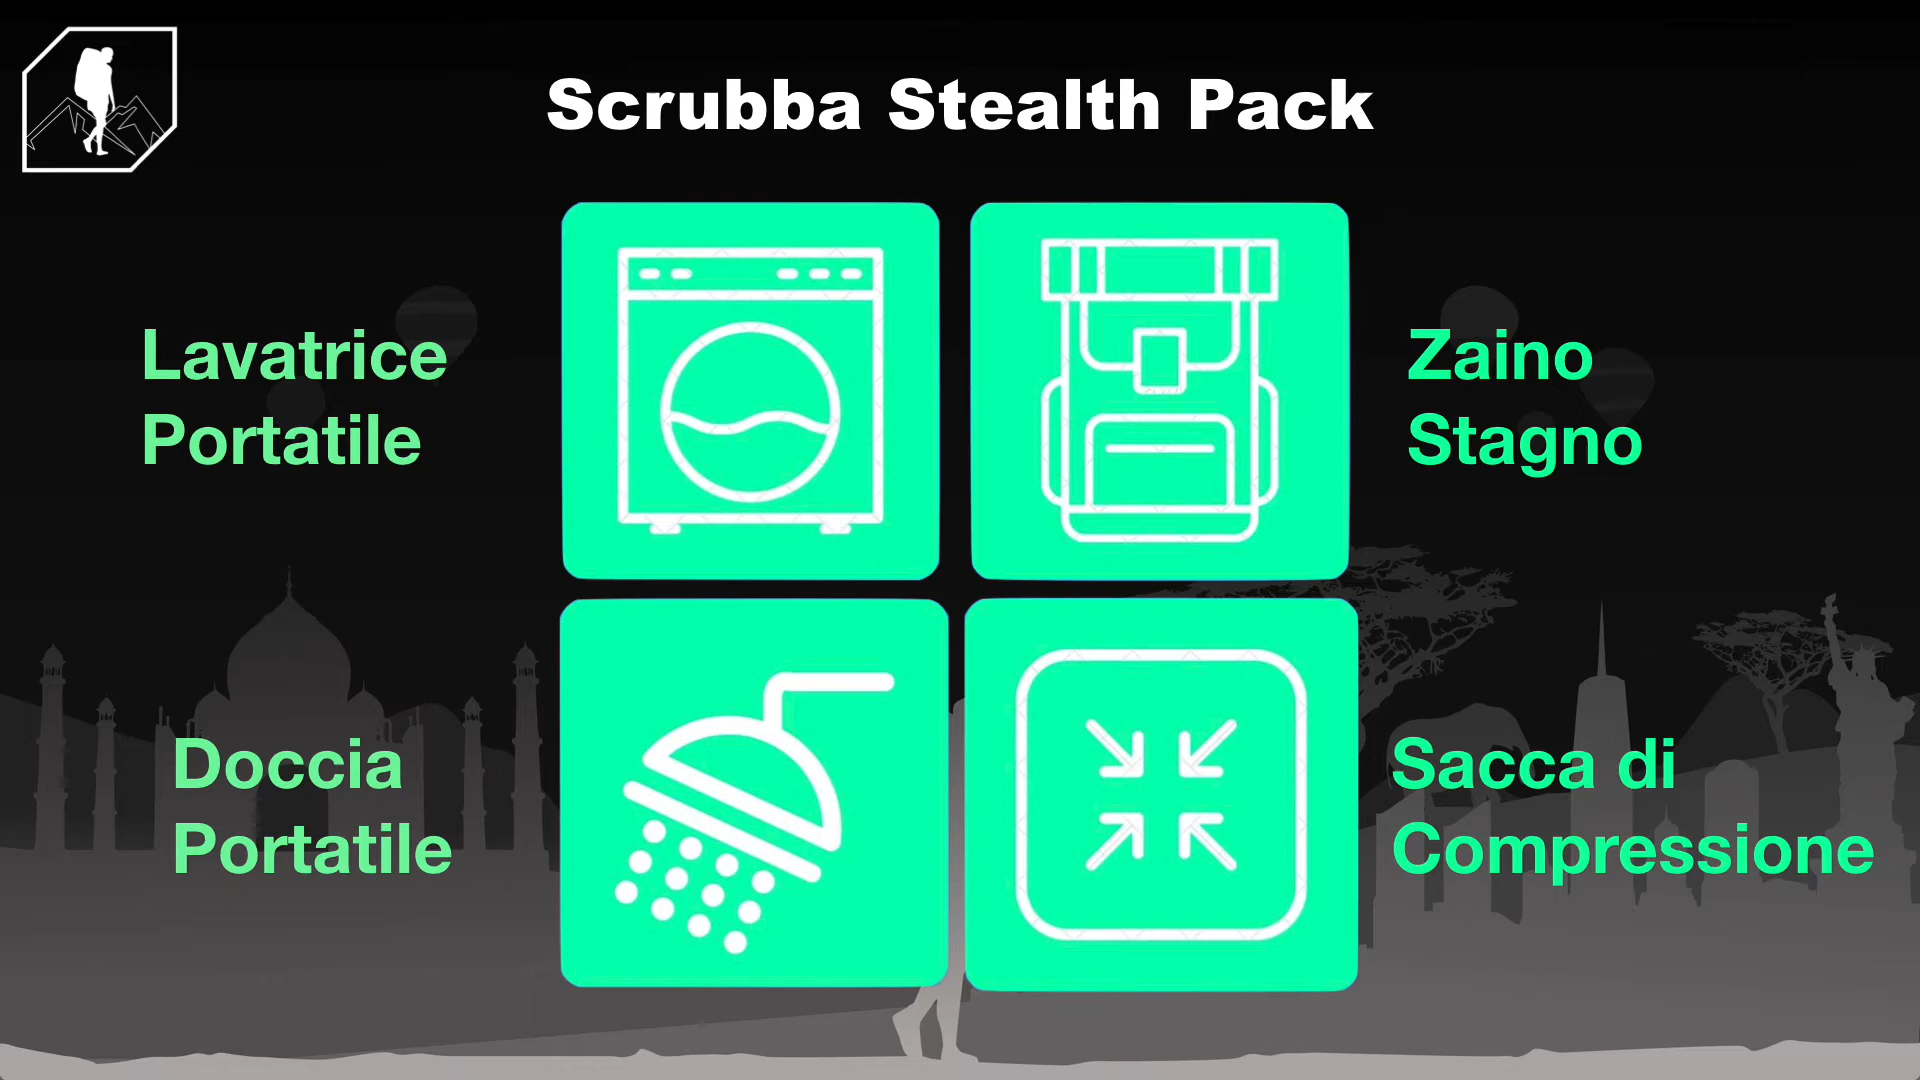 Scrubba Stealth Pack
Lavatrice
Portatile
Zaino
Stagno
Doccia
Portatile
Sacca di
Compressione